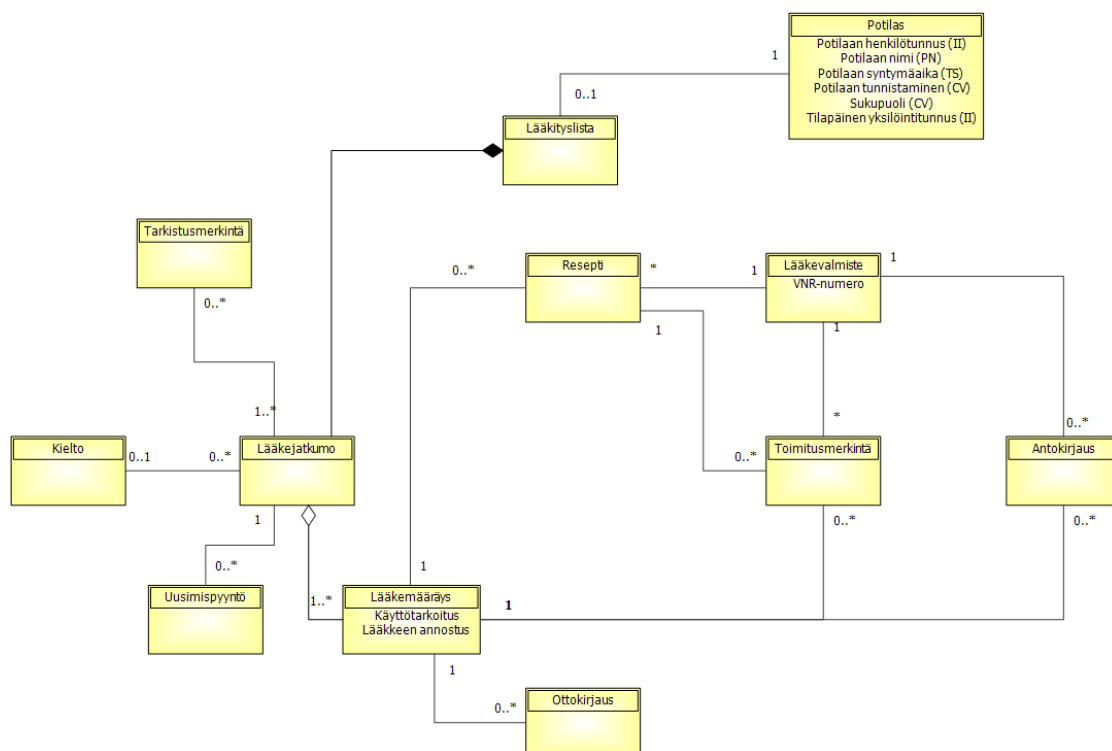 Potilas
Potilaan henkilötunnus (II)
Potilaan nimi (PN)
Potilaan syntymäaika (TS)
Potilaan tunnistaminen (CV)
Sukupuoli (CV)
Tilapäinen yksilöintitunnus (II)
1
0..1
Lääkityslista
Tarkistusmerkintä
0..*
1..*
Resepti
0..*
*
1
1
Lääkevalmiste
VNR-numero
1
1
*
0..*
0..*
Kielto
0..1
0..*
Lääkejatkumo
Toimitusmerkintä
Antokirjaus
1
0..*
0..*
0..*
Uusimispyyntö
1..*
1
Lääkemääräys
Käyttötarkoitus
Lääkkeen annostus
1
1
0..*
Ottokirjaus